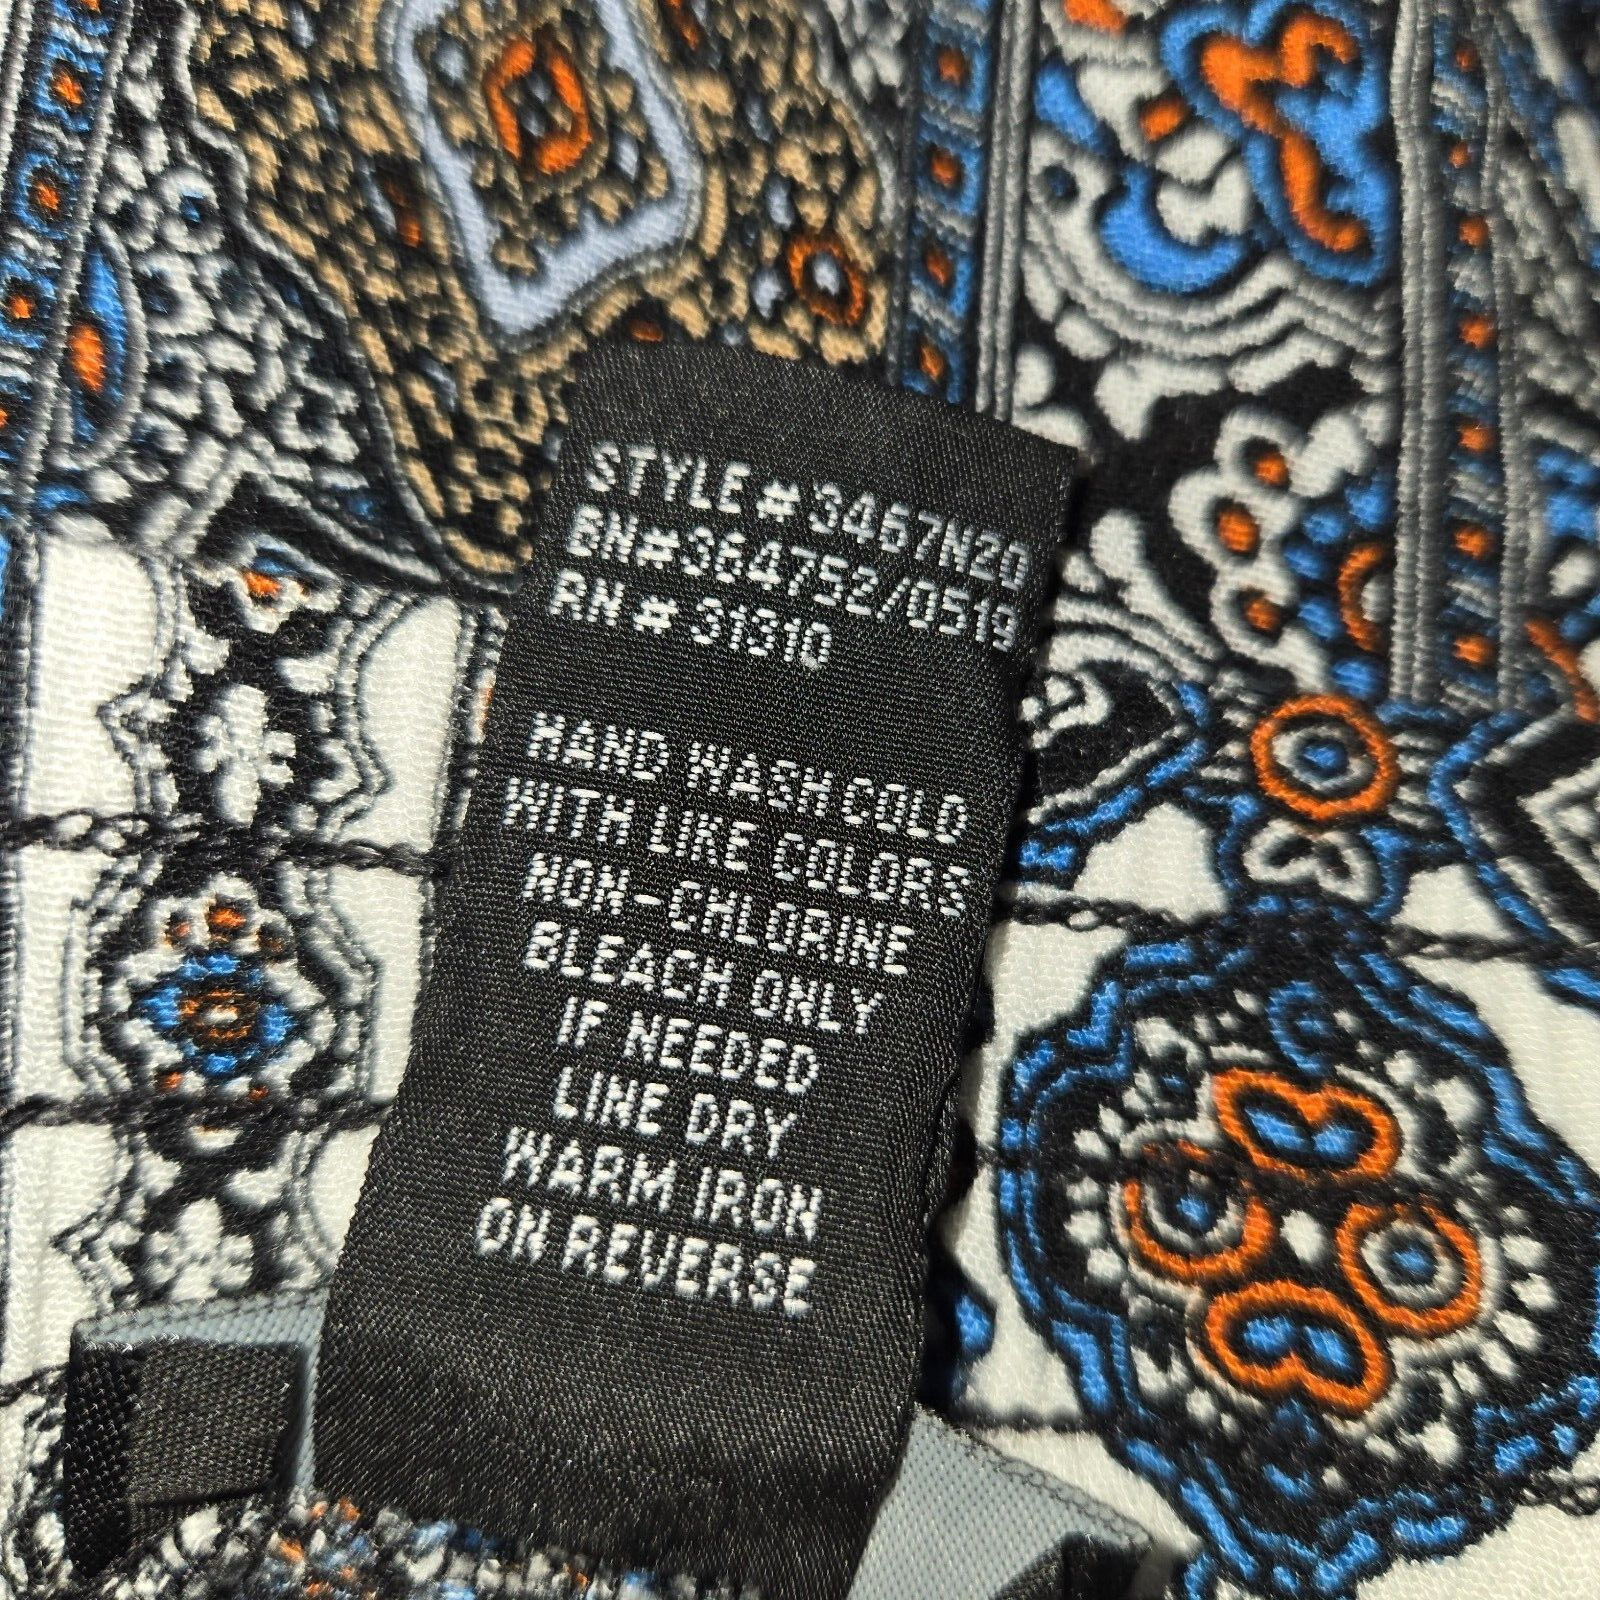 STYLE # 3467N20
BN# 364752/0519
RN # 31310
HAND WASH COLD
WITH LIKE COLORS
NON-CHLORINE
BLEACH ONLY
IF NEEDED
LINE DRY
WARM IRON
ON REVERSE